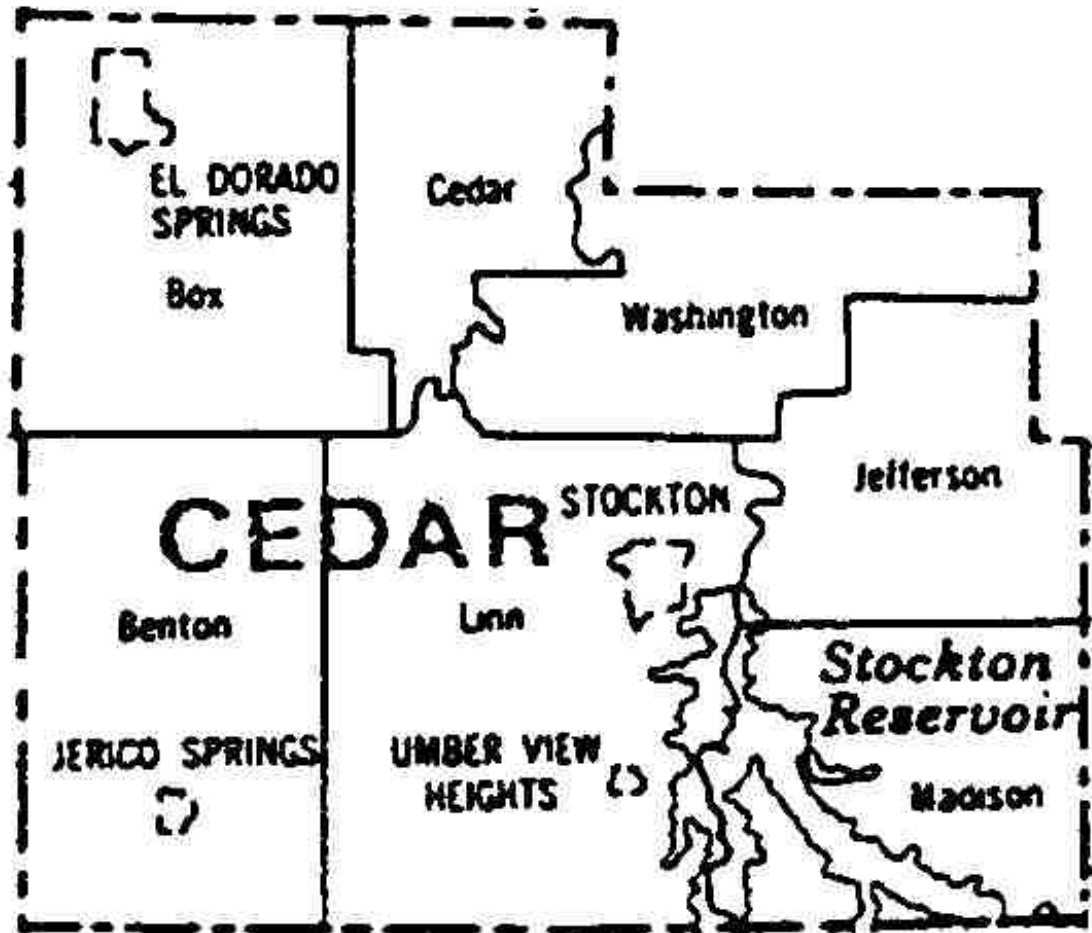 EL DORADO
SPRINGS
Cedar
Box
Washington
Jefferson
CEDAR
STOCKTON
Benton
Linn
Stockton
Reservoir
JERICO SPRINGS
UMBER VIEW
HEIGHTS
Madison